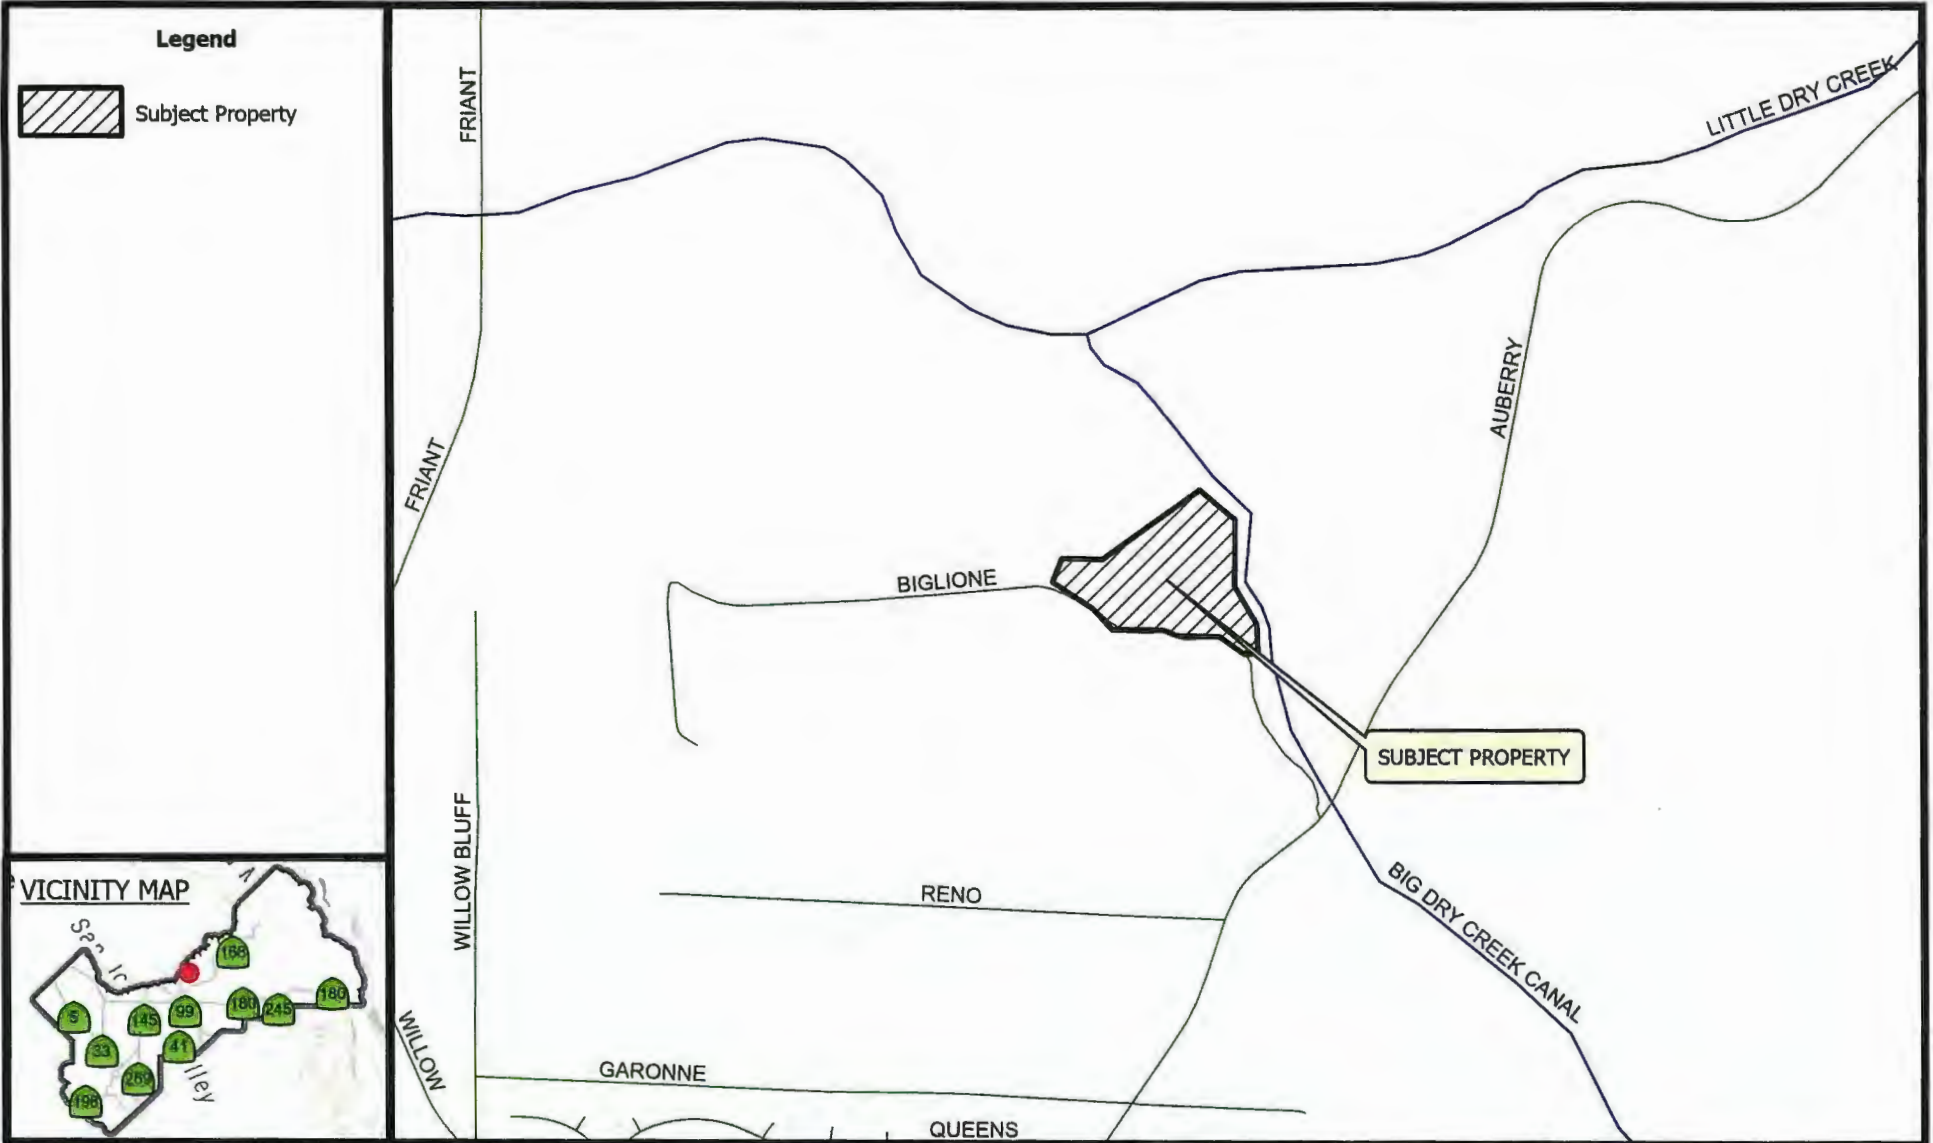 Legend
Subject Property
FRIANT
LITTLE DRY CREEK
AUBERRY
FRIANT
BIGLIONE
SUBJECT PROPERTY
WILLOW BLUFF
RENO
BIG DRY CREEK CANAL
WILLOW
GARONNE
QUEENS
VICINITY MAP
168
180
180
245
99
145
5
41
33
269
198
lley